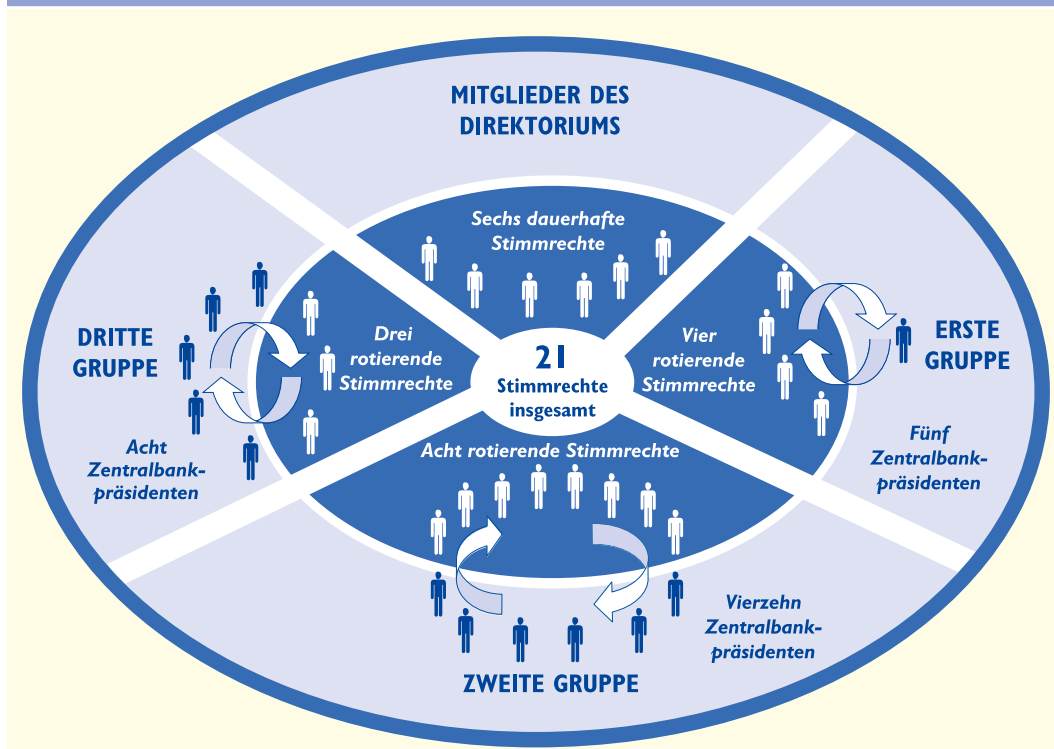 MITGLIEDER DES
DIREKTORIUMS
Sechs dauerhafte
Stimmrechte
DRITTE
GRUPPE
Drei
rotierende
Stimmrechte
21
Stimmrechte
insgesamt
Vier
rotierende
Stimmrechte
ERSTE
GRUPPE
Acht
Zentralbank-
präsidenten
Acht rotierende Stimmrechte
Fünf
Zentralbank-
präsidenten
Vierzehn
Zentralbank-
präsidenten
ZWEITE GRUPPE